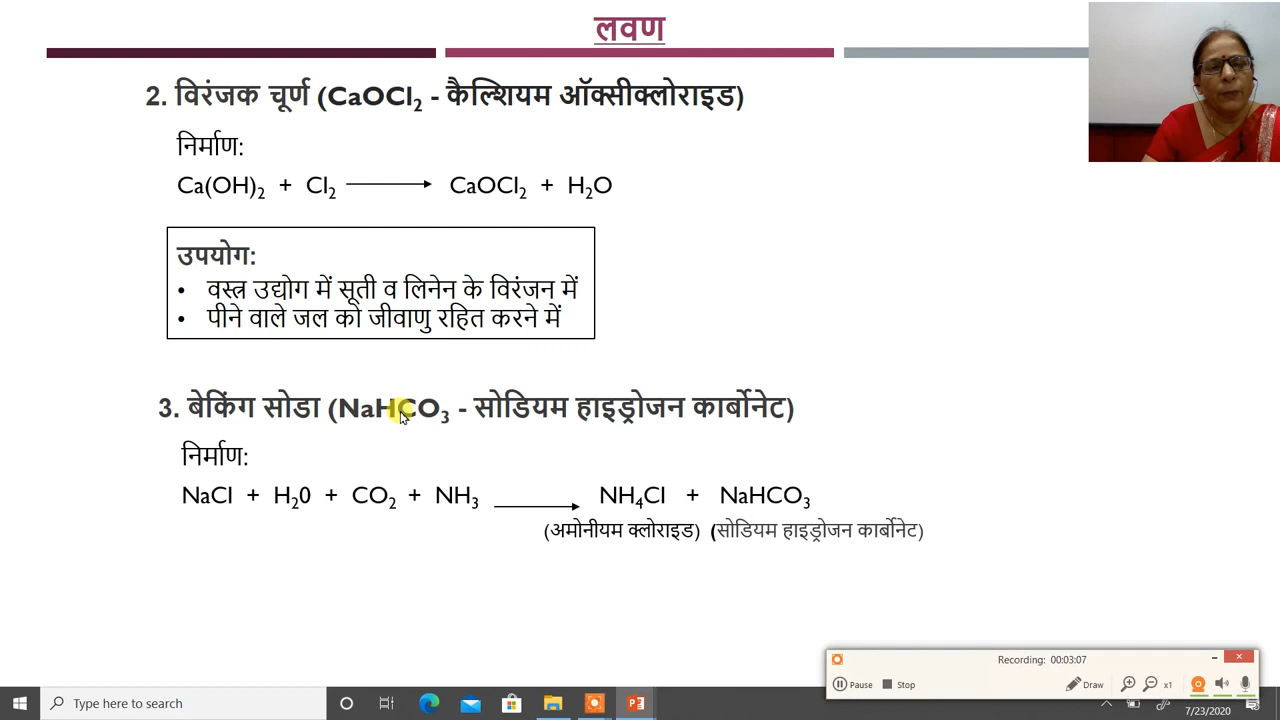 लवण
2. विरंजक चूर्ण (CaOCl₂ - कैल्शियम ऑक्सीक्लोराइड)
निर्माण:
Ca(OH)₂ + Cl₂ ⟶ CaOCl₂ + H₂O
उपयोग:
• वस्त्र उद्योग में सूती व लिनेन के विरंजन में
• पीने वाले जल को जीवाणु रहित करने में
3. बेकिंग सोडा (NaHCO₃ - सोडियम हाइड्रोजन कार्बोनेट)
निर्माण:
NaCl + H₂0 + CO₂ + NH₃ ⟶ NH₄Cl + NaHCO₃
(अमोनीयम क्लोराइड) (सोडियम हाइड्रोजन कार्बोनेट)
Recording: 00:03:07
Pause Stop Draw x1
Type here to search
7/23/2020